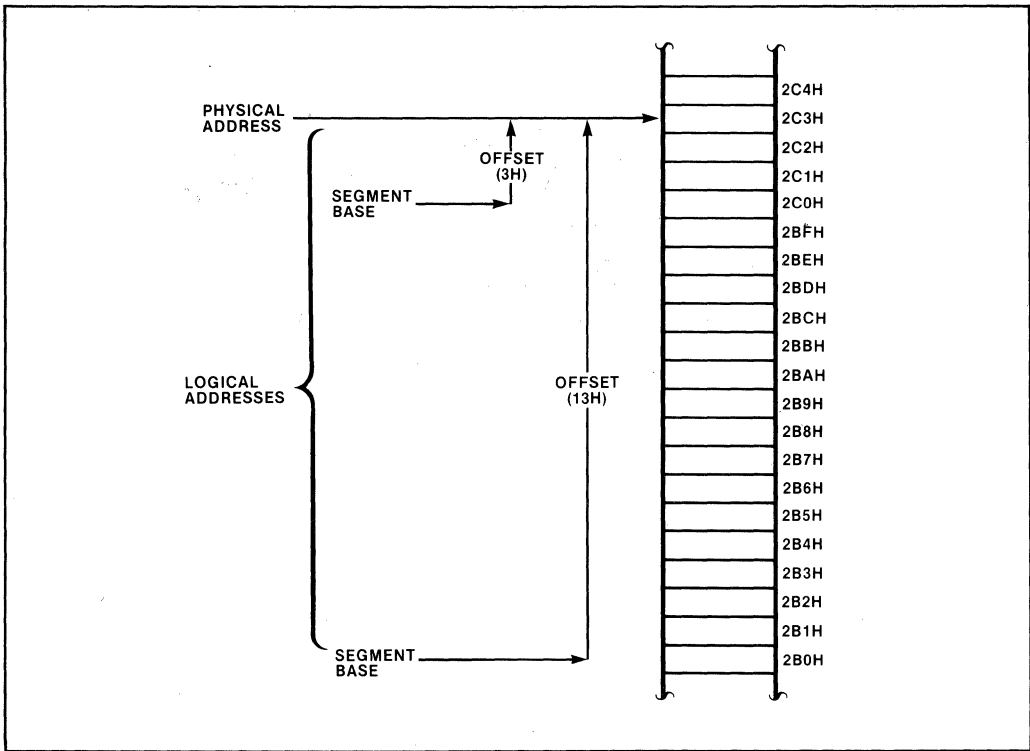 2C4H
PHYSICAL
ADDRESS
2C3H
2C2H
OFFSET
(3H)
2C1H
SEGMENT
BASE
2C0H
2BFH
2BEH
2BDH
2BCH
2BBH
2BAH
LOGICAL
ADDRESSES
OFFSET
(13H)
2B9H
2B8H
2B7H
2B6H
2B5H
2B4H
2B3H
2B2H
2B1H
SEGMENT
BASE
2B0H